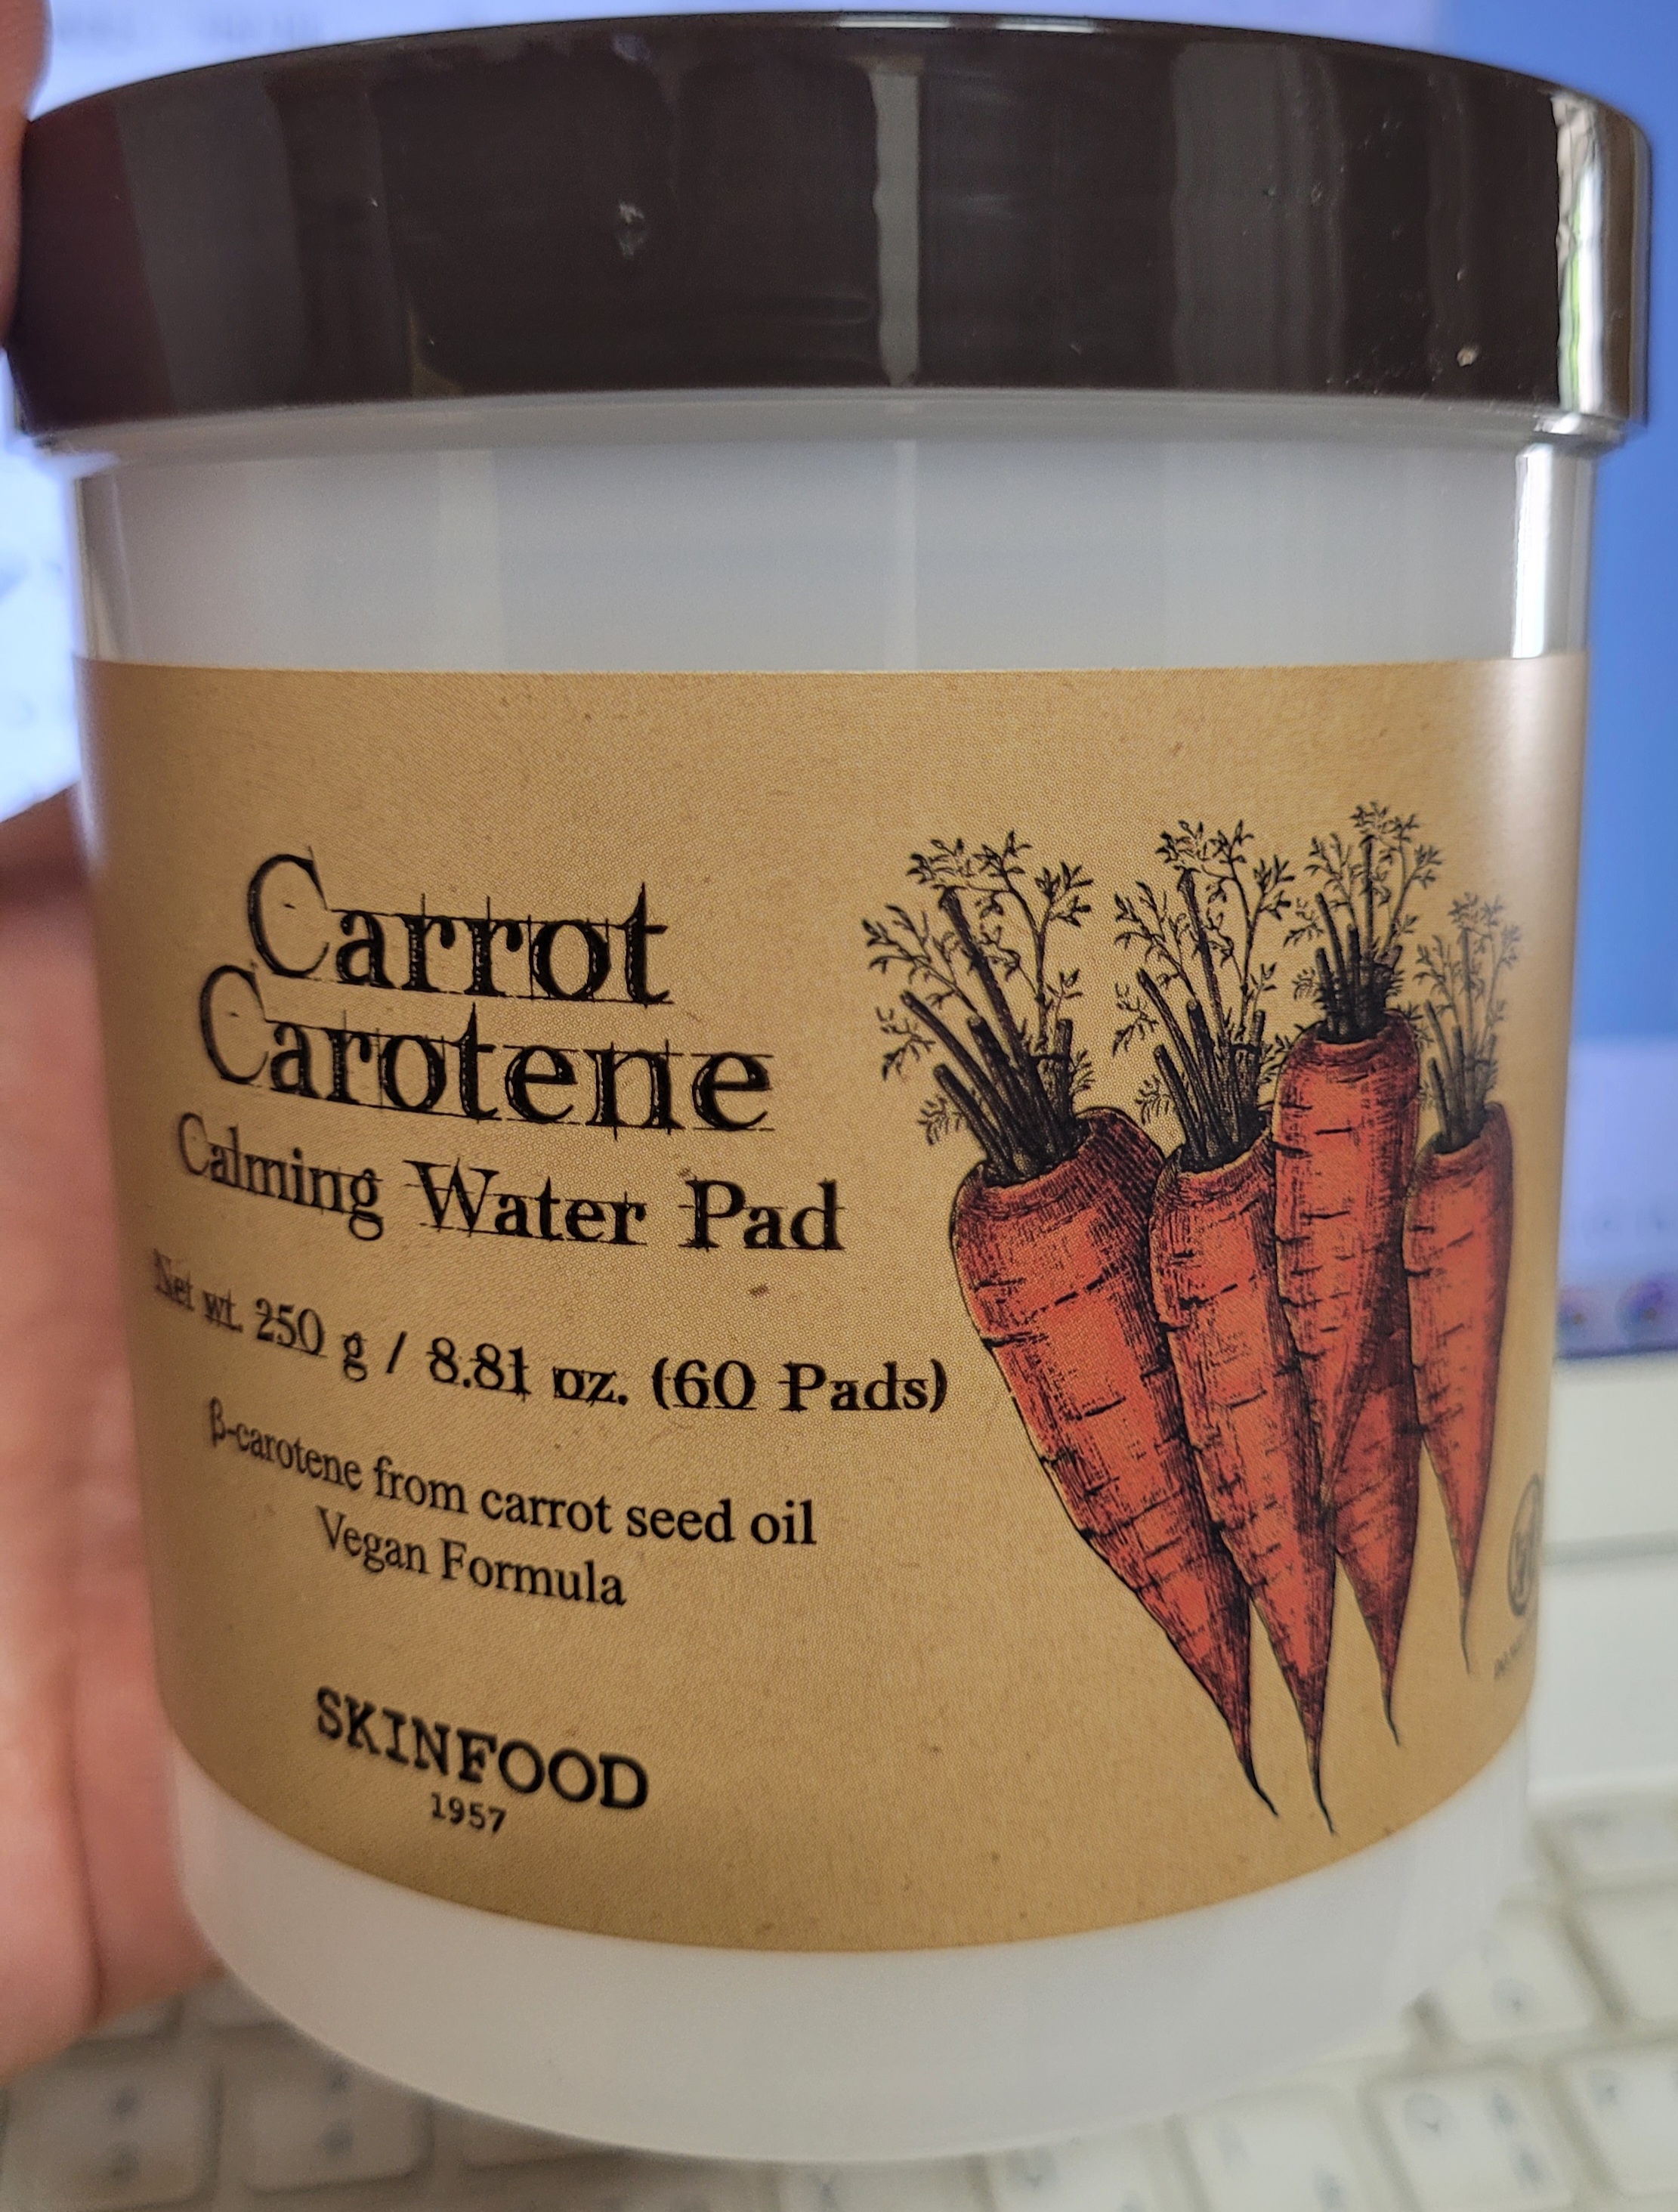 Carrot
Carotene
Calming Water Pad
Net wt. 250 g / 8.81 oz. (60 Pads)
β-carotene from carrot seed oil
Vegan Formula
SKINFOOD
1957